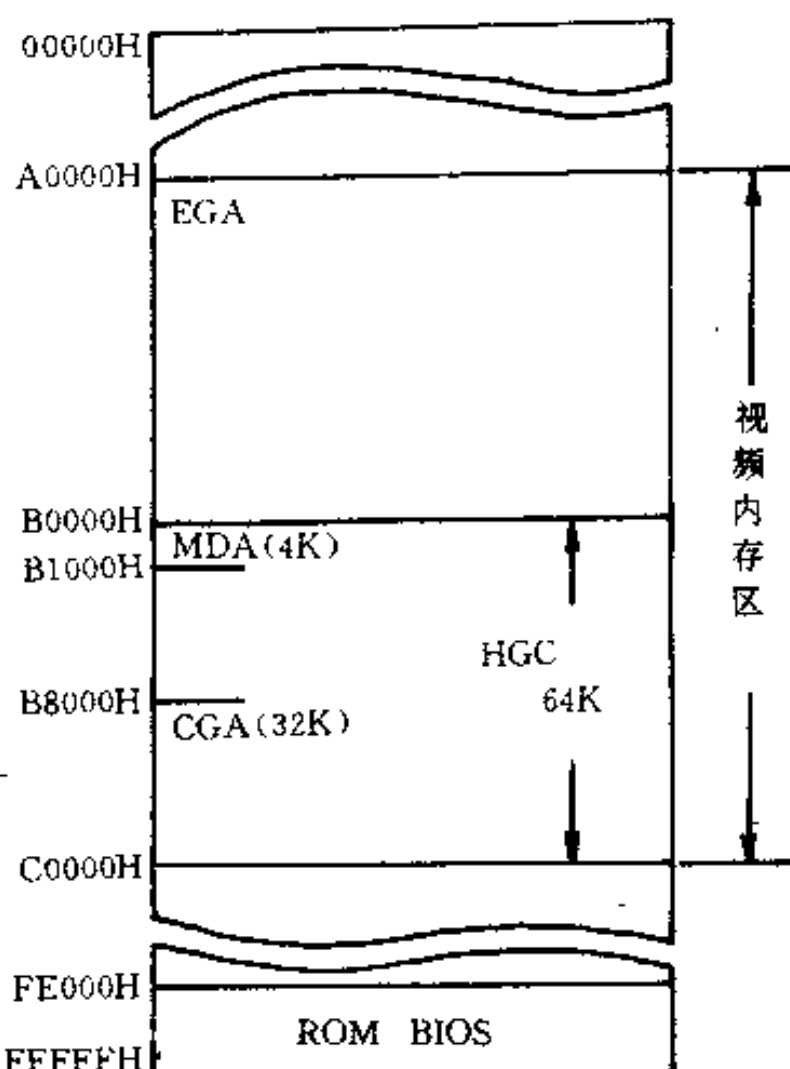 00000H
A0000H
EGA
视频内存区
B0000H
MDA(4K)
B1000H
HGC
64K
B8000H
CGA(32K)
C0000H
FE000H
ROM BIOS
FFFFFH